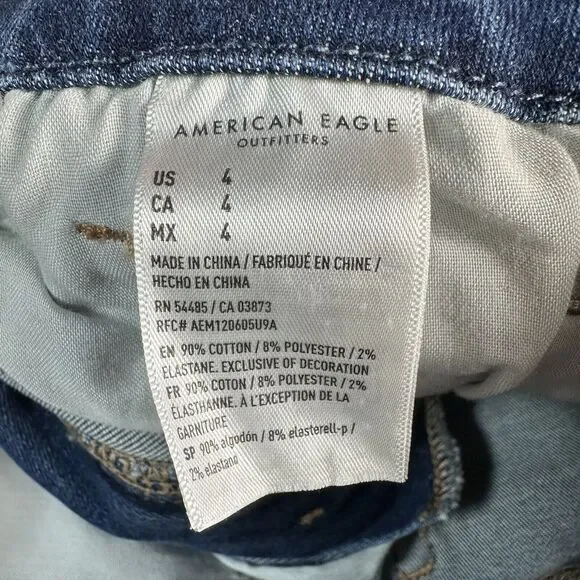 AMERICAN EAGLE
OUTFITTERS
US 4
CA 4
MX 4
MADE IN CHINA / FABRIQUÉ EN CHINE /
HECHO EN CHINA
RN 54485 / CA 03873
RFC# AEM120605U9A
EN 90% COTTON / 8% POLYESTER / 2%
ELASTANE. EXCLUSIVE OF DECORATION
FR 90% COTON / 8% POLYESTER / 2%
ÉLASTHANNE. À L'EXCEPTION DE LA
GARNITURE
SP 90% algodón / 8% elasterell-p /
2% elastano